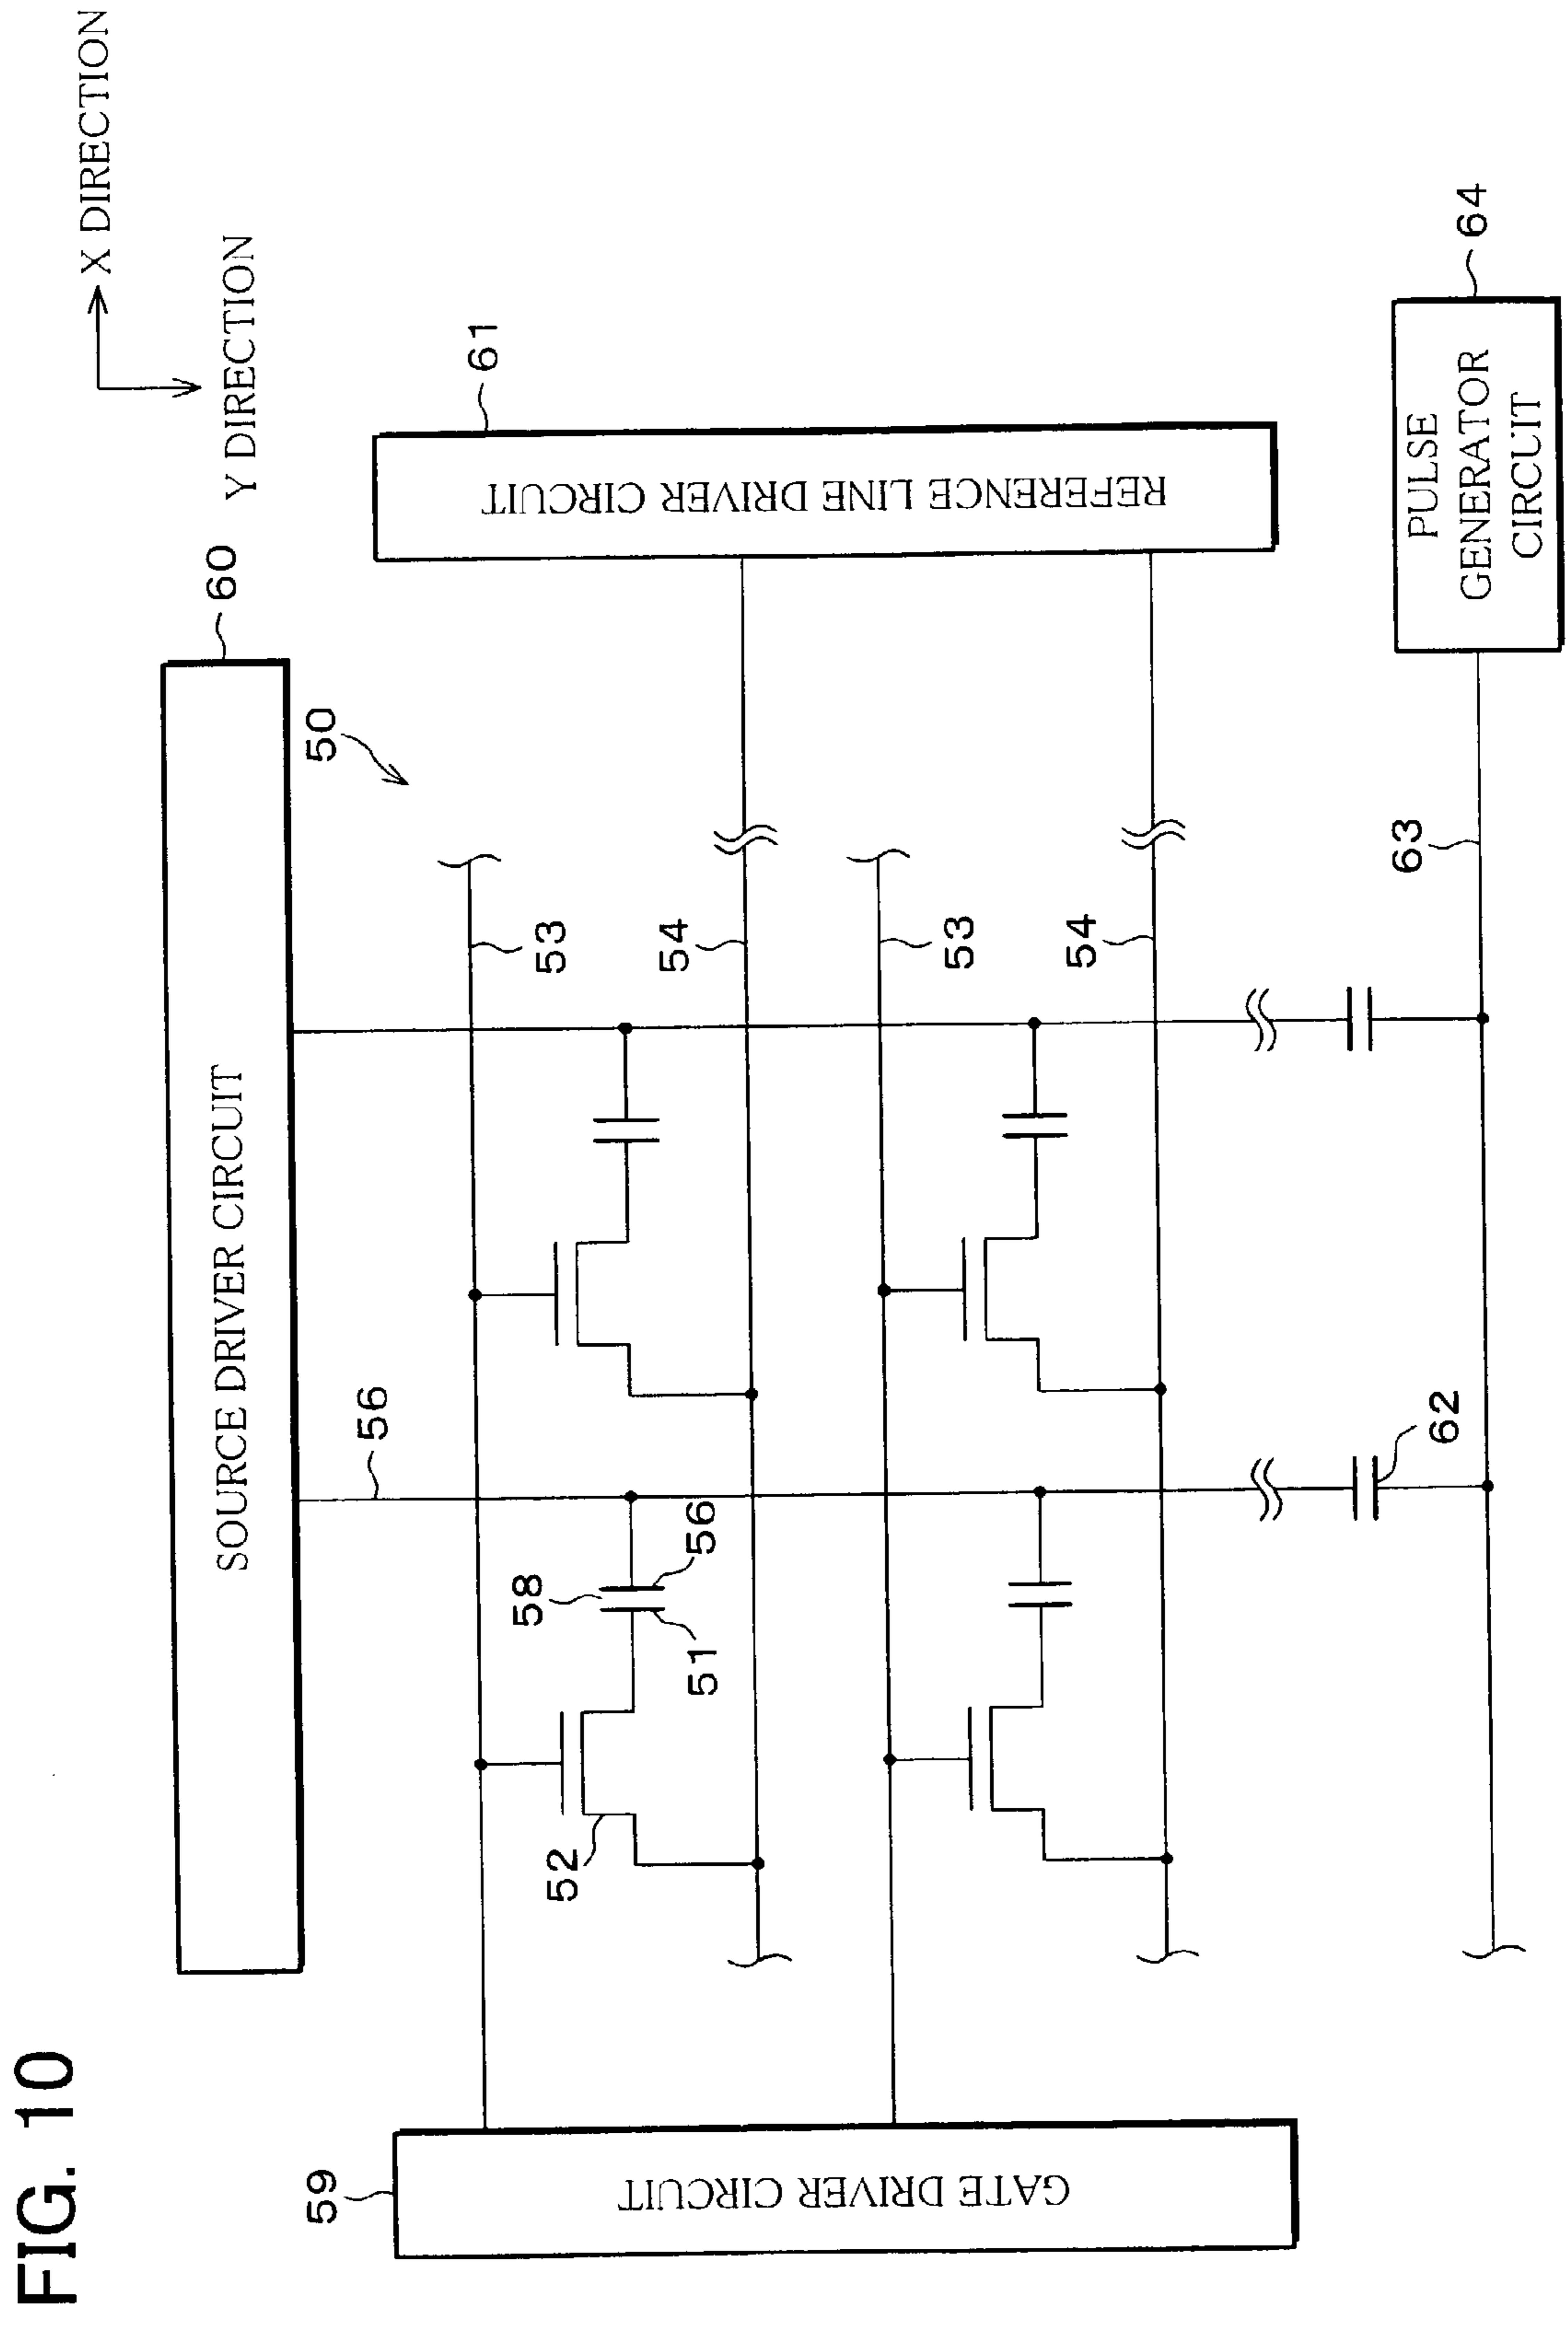 FIG. 10
X DIRECTION
Y DIRECTION
60
SOURCE DRIVER CIRCUIT
50
56
59
GATE DRIVER CIRCUIT
61
REFERENCE LINE DRIVER CIRCUIT
53
52
58
56
51
54
53
54
62
63
64
PULSE
GENERATOR
CIRCUIT